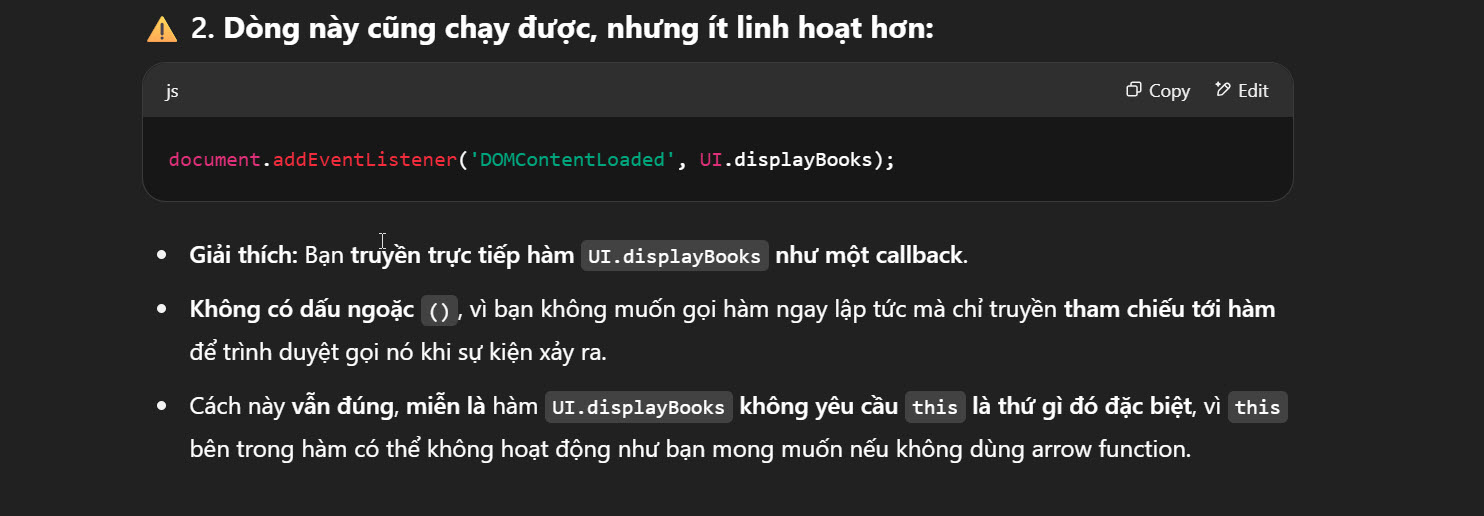 ⚠️ 2. Dòng này cũng chạy được, nhưng ít linh hoạt hơn:
js Copy Edit
document.addEventListener('DOMContentLoaded', UI.displayBooks);
• Giải thích: Bạn truyền trực tiếp hàm UI.displayBooks như một callback.
• Không có dấu ngoặc (), vì bạn không muốn gọi hàm ngay lập tức mà chỉ truyền tham chiếu tới hàm
để trình duyệt gọi nó khi sự kiện xảy ra.
• Cách này vẫn đúng, miễn là hàm UI.displayBooks không yêu cầu this là thứ gì đó đặc biệt, vì this
bên trong hàm có thể không hoạt động như bạn mong muốn nếu không dùng arrow function.